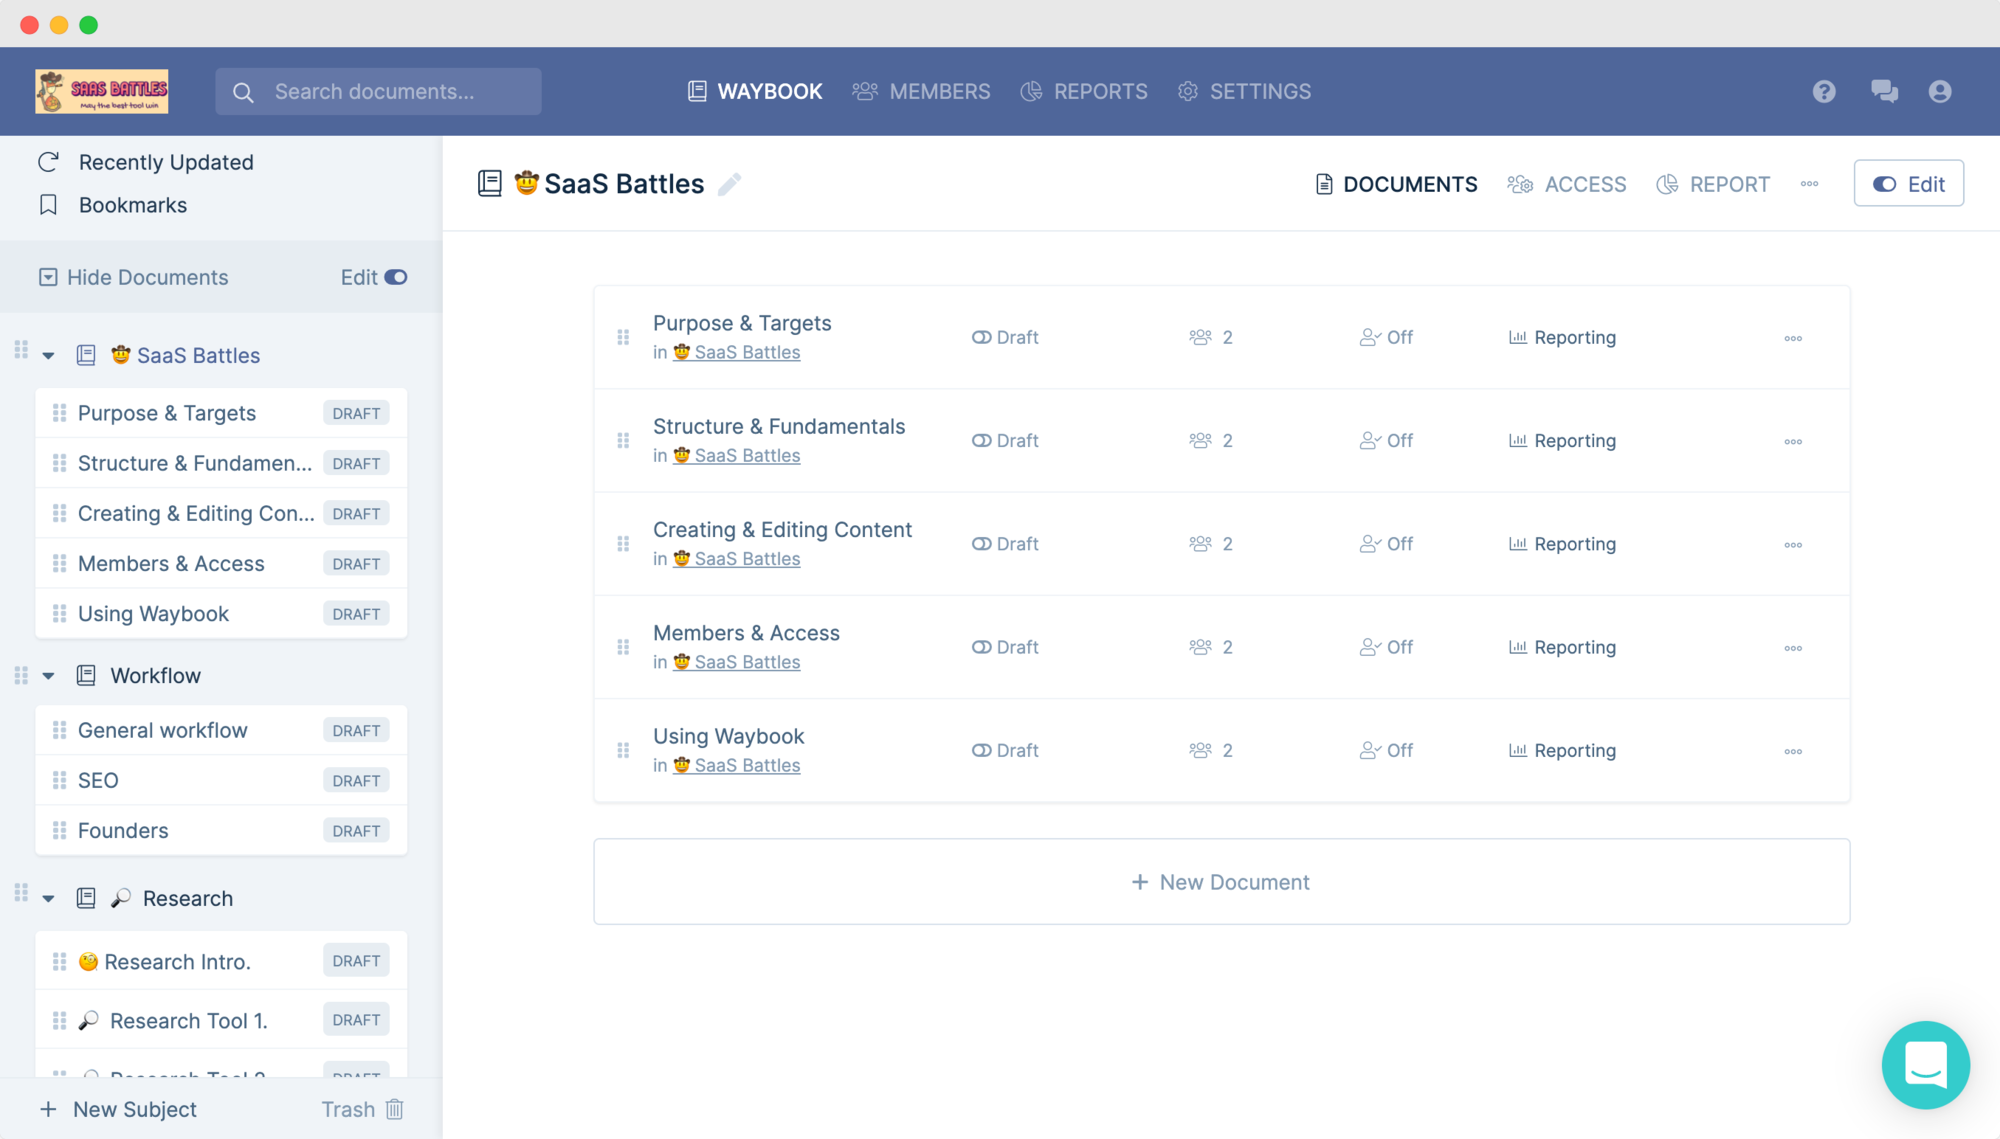 SAAS BATTLES
may the best tool win
Search documents...
WAYBOOK
MEMBERS
REPORTS
SETTINGS
Recently Updated
Bookmarks
Hide Documents
Edit
🤠 SaaS Battles
Purpose & Targets DRAFT
Structure & Fundamen... DRAFT
Creating & Editing Con... DRAFT
Members & Access DRAFT
Using Waybook DRAFT
Workflow
General workflow DRAFT
SEO DRAFT
Founders DRAFT
🔎 Research
🧐 Research Intro. DRAFT
🔎 Research Tool 1. DRAFT
New Subject
Trash
🤠 SaaS Battles
DOCUMENTS
ACCESS
REPORT
Edit
Purpose & Targets
in 🤠 SaaS Battles
Draft
2
Off
Reporting
Structure & Fundamentals
in 🤠 SaaS Battles
Draft
2
Off
Reporting
Creating & Editing Content
in 🤠 SaaS Battles
Draft
2
Off
Reporting
Members & Access
in 🤠 SaaS Battles
Draft
2
Off
Reporting
Using Waybook
in 🤠 SaaS Battles
Draft
2
Off
Reporting
+ New Document